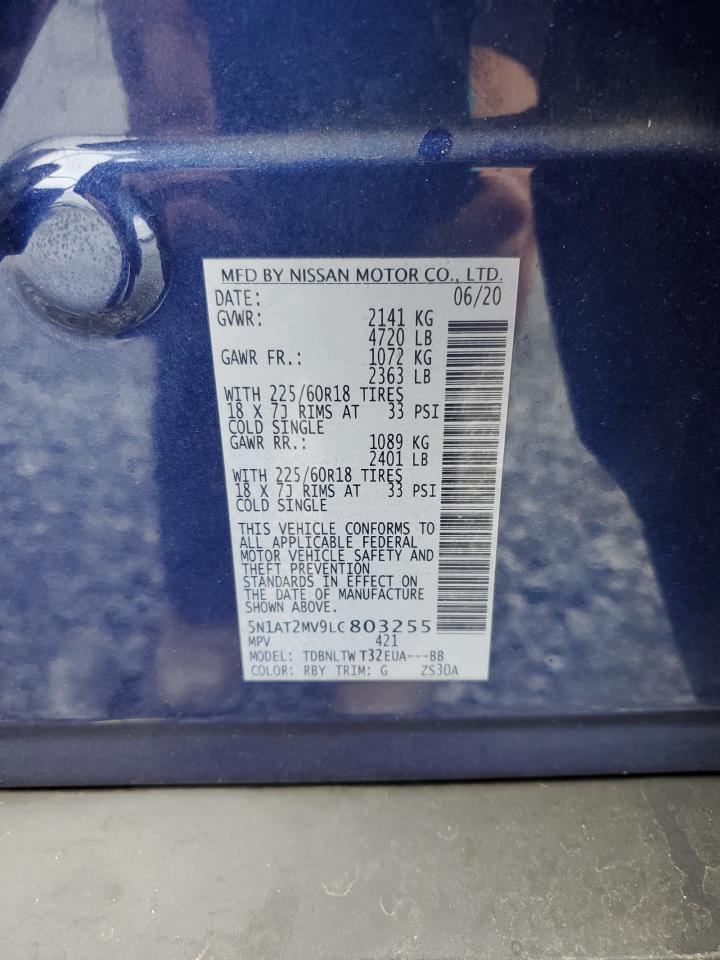 MFD BY NISSAN MOTOR CO., LTD.
DATE: 06/20
GVWR: 2141 KG
4720 LB
GAWR FR.: 1072 KG
2363 LB
WITH 225/60R18 TIRES
18 X 7J RIMS AT 33 PSI
COLD SINGLE
GAWR RR.: 1089 KG
2401 LB
WITH 225/60R18 TIRES
18 X 7J RIMS AT 33 PSI
COLD SINGLE
THIS VEHICLE CONFORMS TO
ALL APPLICABLE FEDERAL
MOTOR VEHICLE SAFETY AND
THEFT PREVENTION
STANDARDS IN EFFECT ON
THE DATE OF MANUFACTURE
SHOWN ABOVE.
5N1AT2MV9LC803255
MPV 421
MODEL: TDBNLTW T32EUA---BB
COLOR: RBY TRIM: G ZS30A